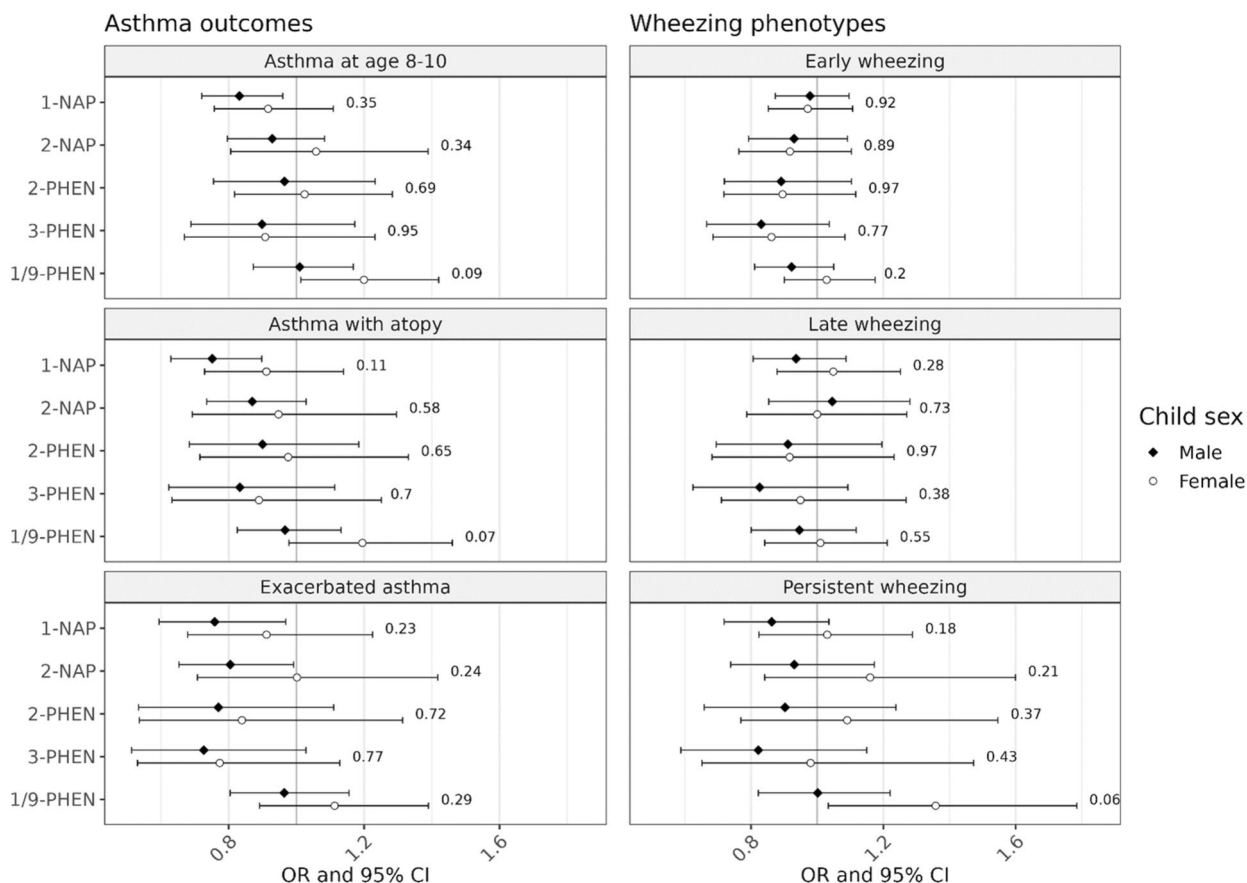 Asthma outcomes
Wheezing phenotypes
Asthma at age 8-10
1-NAP
0.35
2-NAP
0.34
2-PHEN
0.69
3-PHEN
0.95
1/9-PHEN
0.09
Early wheezing
0.92
0.89
0.97
0.77
0.2
Asthma with atopy
1-NAP
0.11
2-NAP
0.58
2-PHEN
0.65
3-PHEN
0.7
1/9-PHEN
0.07
Late wheezing
0.28
0.73
0.97
0.38
0.55
Exacerbated asthma
1-NAP
0.23
2-NAP
0.24
2-PHEN
0.72
3-PHEN
0.77
1/9-PHEN
0.29
Persistent wheezing
0.18
0.21
0.37
0.43
0.06
0.8
1.2
1.6
OR and 95% CI
0.8
1.2
1.6
OR and 95% CI
Child sex
Male
Female